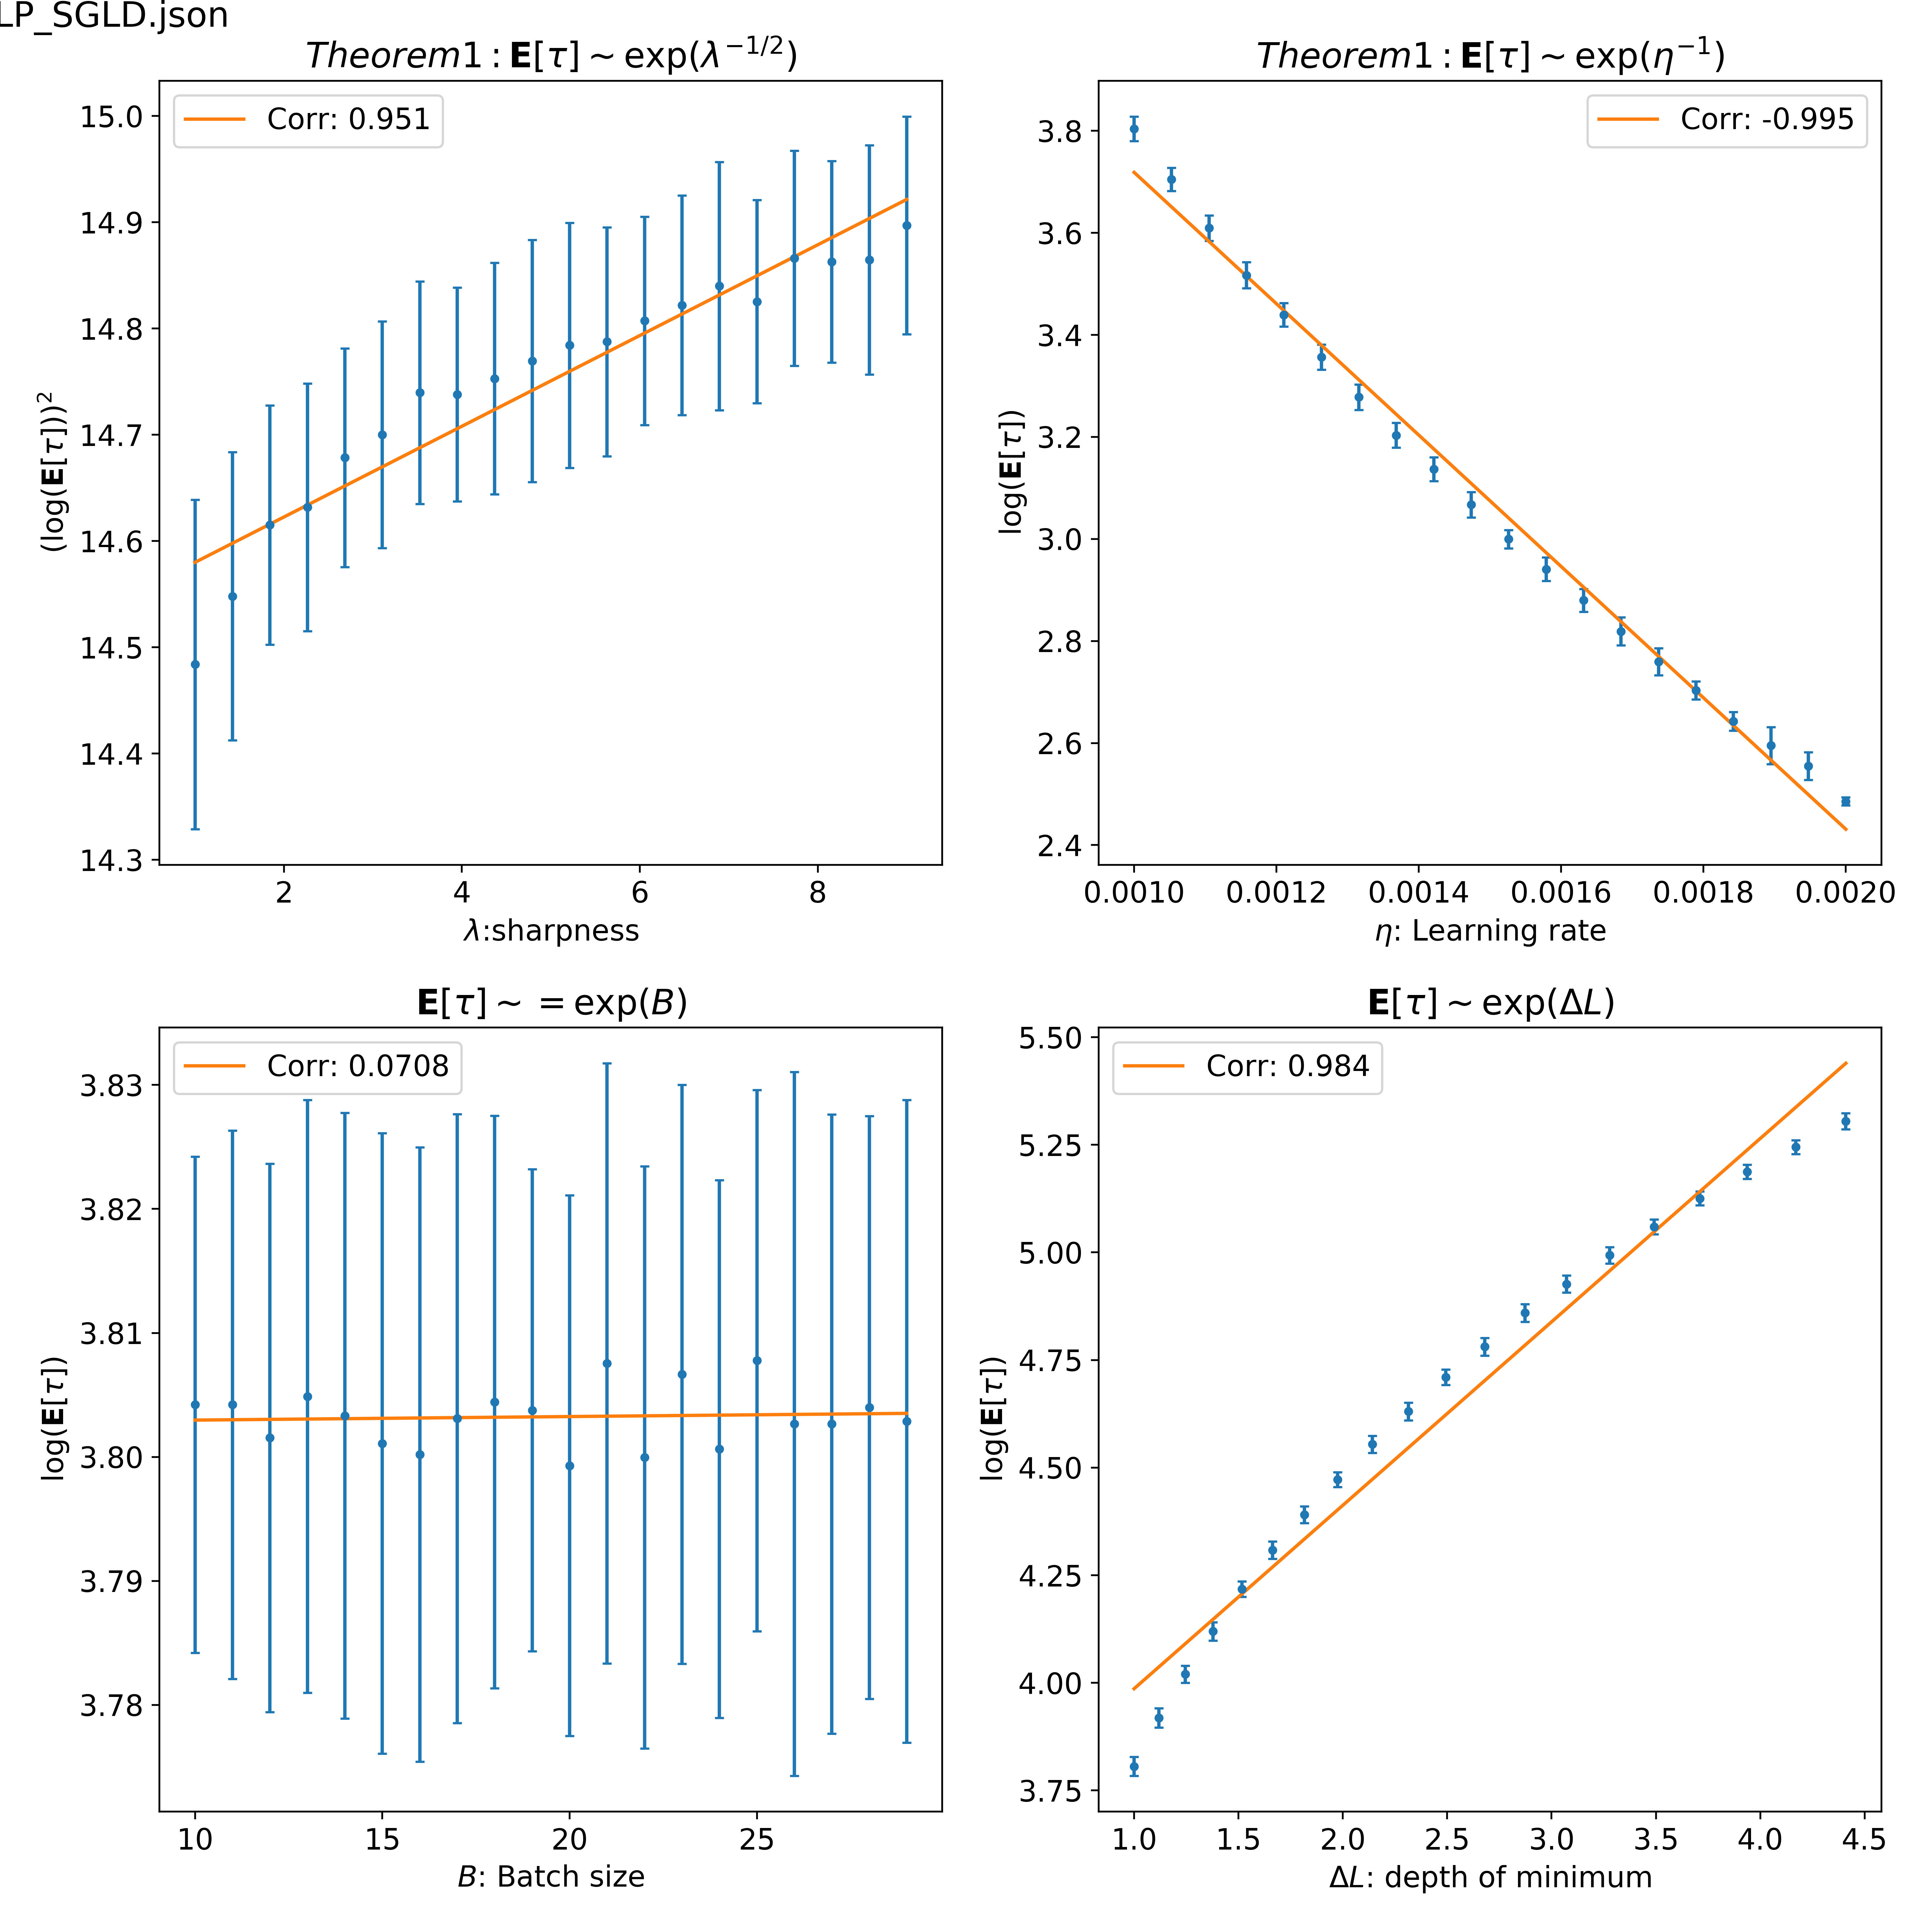 LP_SGLD.json
Theorem1 : E[τ] ~ exp(λ^{-1/2})
Corr: 0.951
15.0
14.9
14.8
14.7
14.6
14.5
14.4
14.3
(log(E[τ]))²
2 4 6 8
λ:sharpness
Theorem1 : E[τ] ~ exp(η^{-1})
Corr: -0.995
3.8
3.6
3.4
3.2
3.0
2.8
2.6
2.4
log(E[τ])
0.0010 0.0012 0.0014 0.0016 0.0018 0.0020
η: Learning rate
E[τ] ~ = exp(B)
Corr: 0.0708
3.83
3.82
3.81
3.80
3.79
3.78
log(E[τ])
10 15 20 25
B: Batch size
E[τ] ~ exp(ΔL)
Corr: 0.984
5.50
5.25
5.00
4.75
4.50
4.25
4.00
3.75
log(E[τ])
1.0 1.5 2.0 2.5 3.0 3.5 4.0 4.5
ΔL: depth of minimum